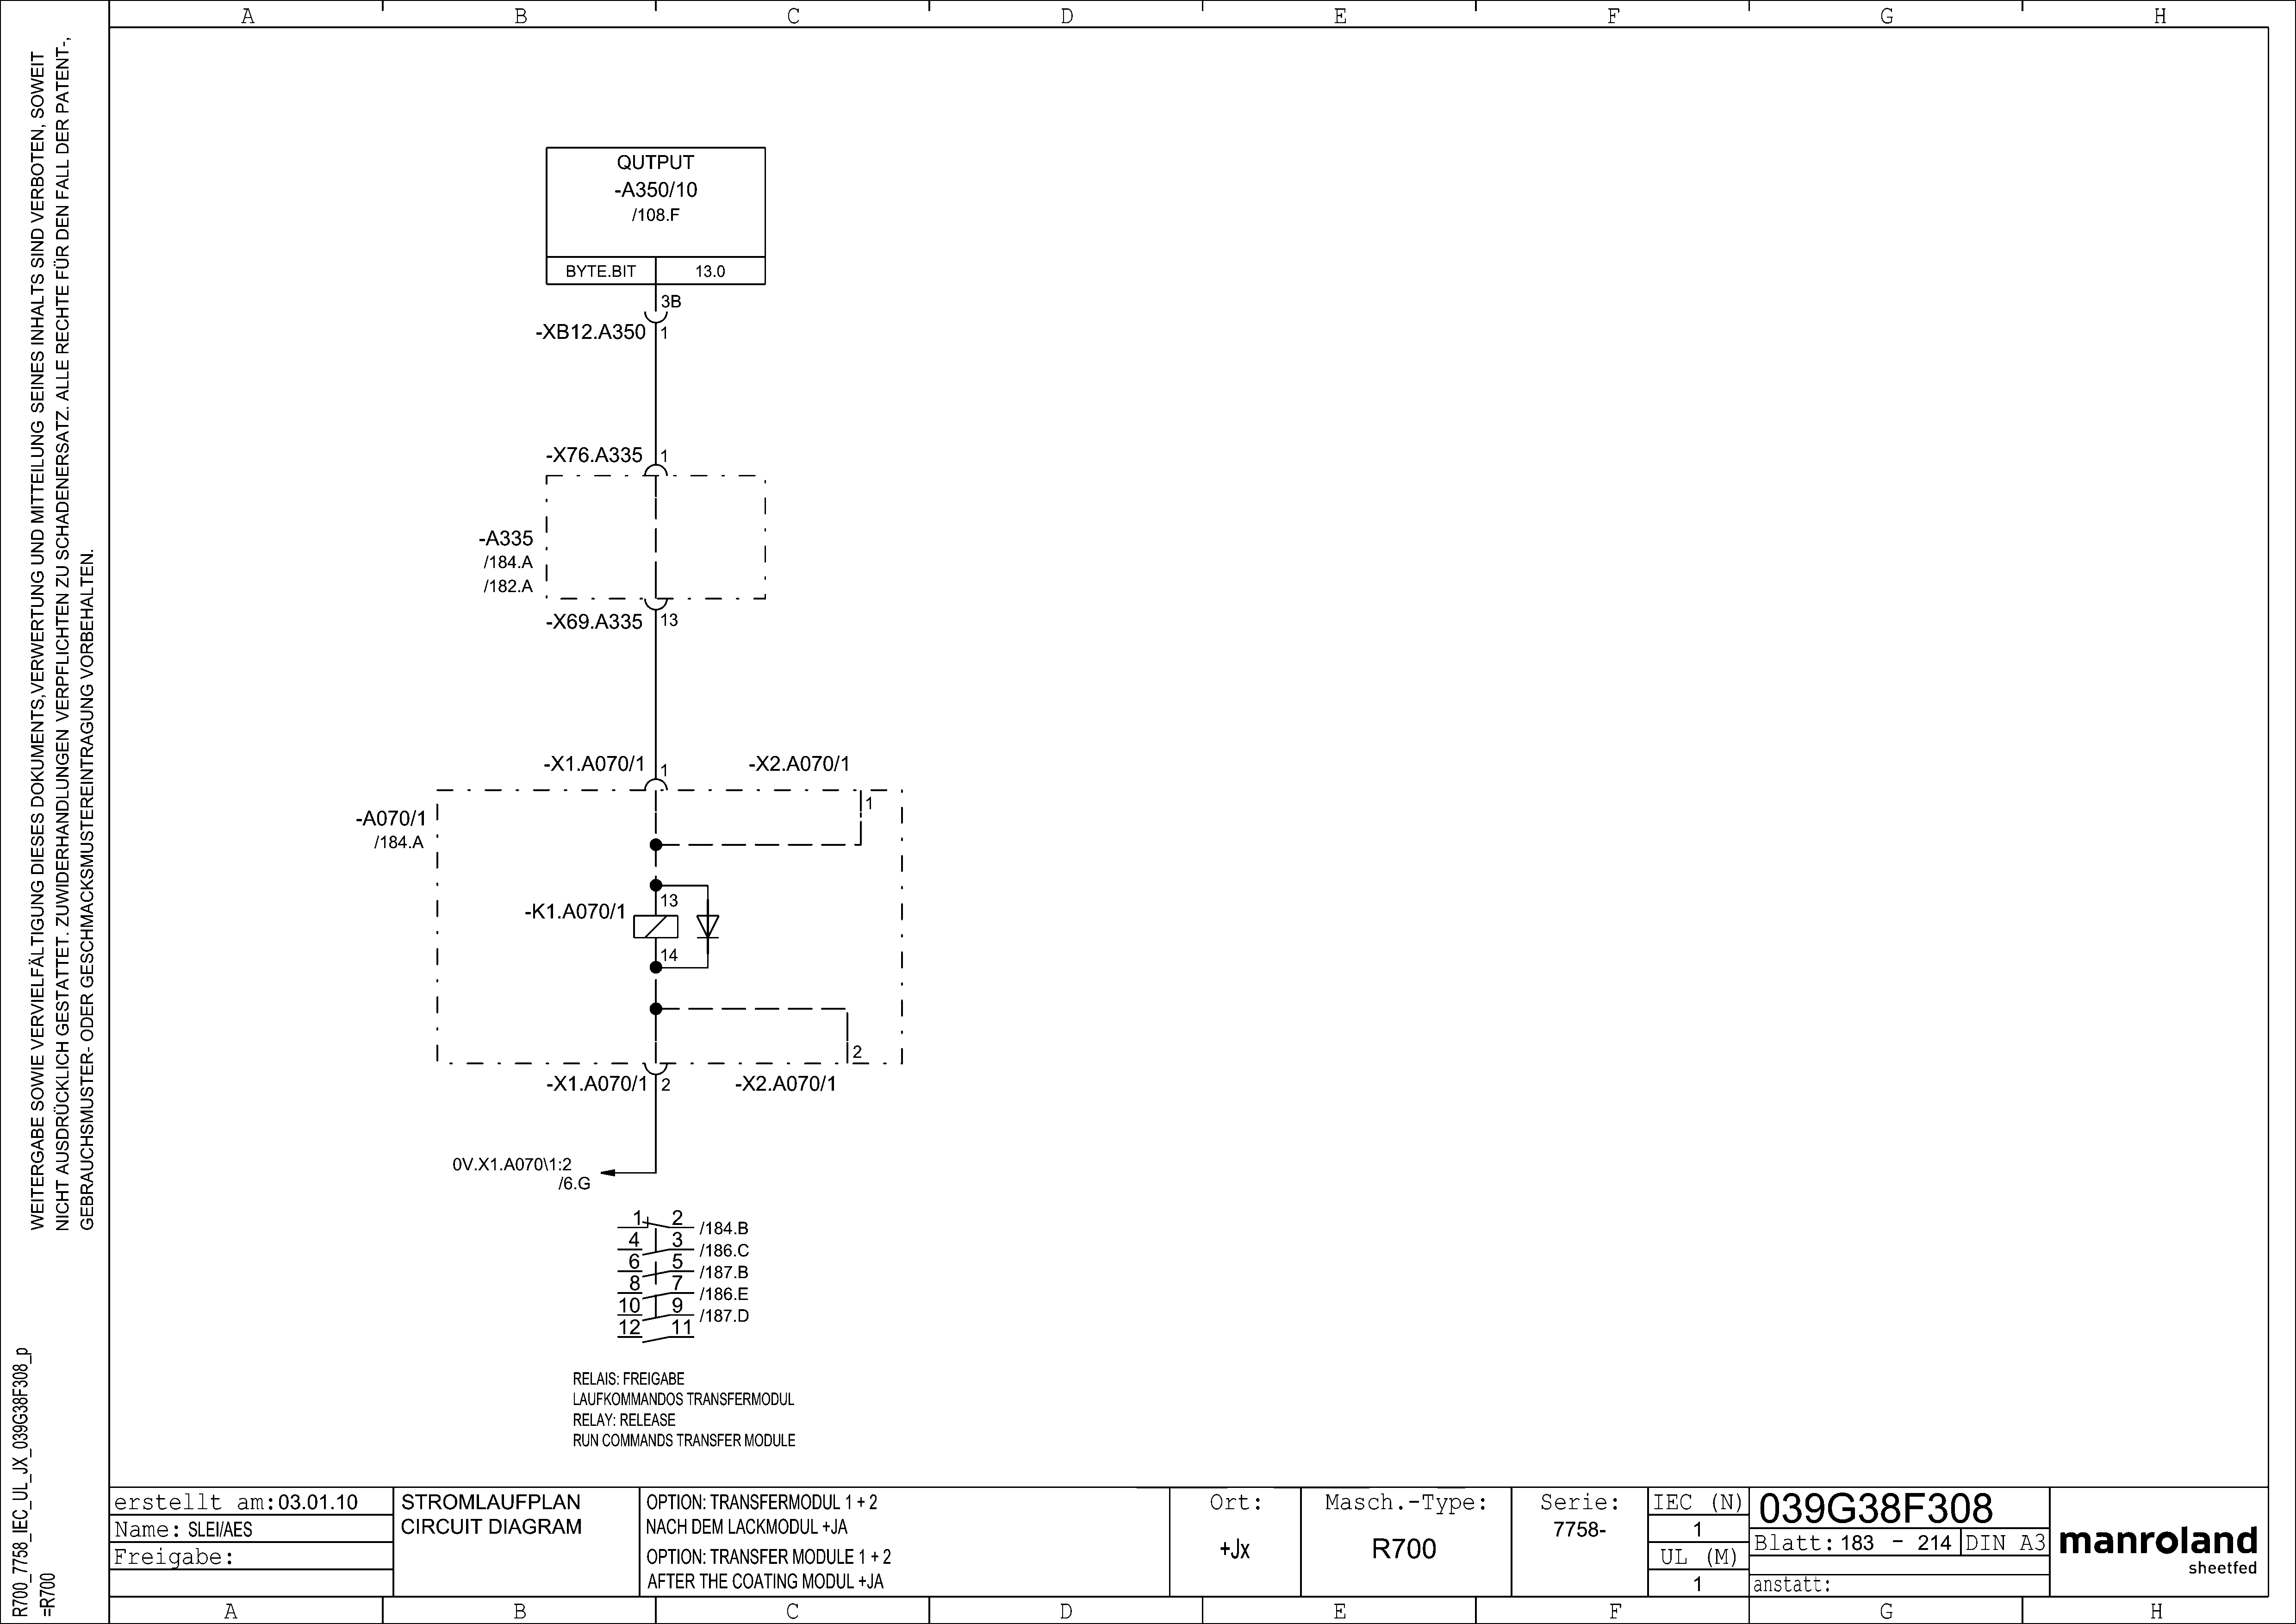 A B C D E F G H
WEITERGABE SOWIE VERVIELFÄLTIGUNG DIESES DOKUMENTS,VERWERTUNG UND MITTEILUNG SEINES INHALTS SIND VERBOTEN, SOWEIT
NICHT AUSDRÜCKLICH GESTATTET. ZUWIDERHANDLUNGEN VERPFLICHTEN ZU SCHADENERSATZ. ALLE RECHTE FÜR DEN FALL DER PATENT-,
GEBRAUCHSMUSTER- ODER GESCHMACKSMUSTEREINTRAGUNG VORBEHALTEN.
R700_7758_IEC_UL_JX_039G38F308_p
=R700
QUTPUT
-A350/10
/108.F
BYTE.BIT 13.0
3B
-XB12.A350 1
-X76.A335 1
-A335
/184.A
/182.A
-X69.A335 13
-X1.A070/1 1 -X2.A070/1
1
-A070/1
/184.A
13
-K1.A070/1
14
2
-X1.A070/1 2 -X2.A070/1
0V.X1.A070\1:2
/6.G
1 2 /184.B
4 3 /186.C
6 5 /187.B
8 7 /186.E
10 9 /187.D
12 11
RELAIS: FREIGABE
LAUFKOMMANDOS TRANSFERMODUL
RELAY: RELEASE
RUN COMMANDS TRANSFER MODULE
erstellt am: 03.01.10
Name: SLEI/AES
Freigabe:
STROMLAUFPLAN
CIRCUIT DIAGRAM
OPTION: TRANSFERMODUL 1 + 2
NACH DEM LACKMODUL +JA
OPTION: TRANSFER MODULE 1 + 2
AFTER THE COATING MODUL +JA
Ort:
+Jx
Masch.-Type:
R700
Serie:
7758-
IEC (N)
1
UL (M)
1
039G38F308
Blatt: 183 - 214 DIN A3
anstatt:
manroland
sheetfed
A B C D E F G H